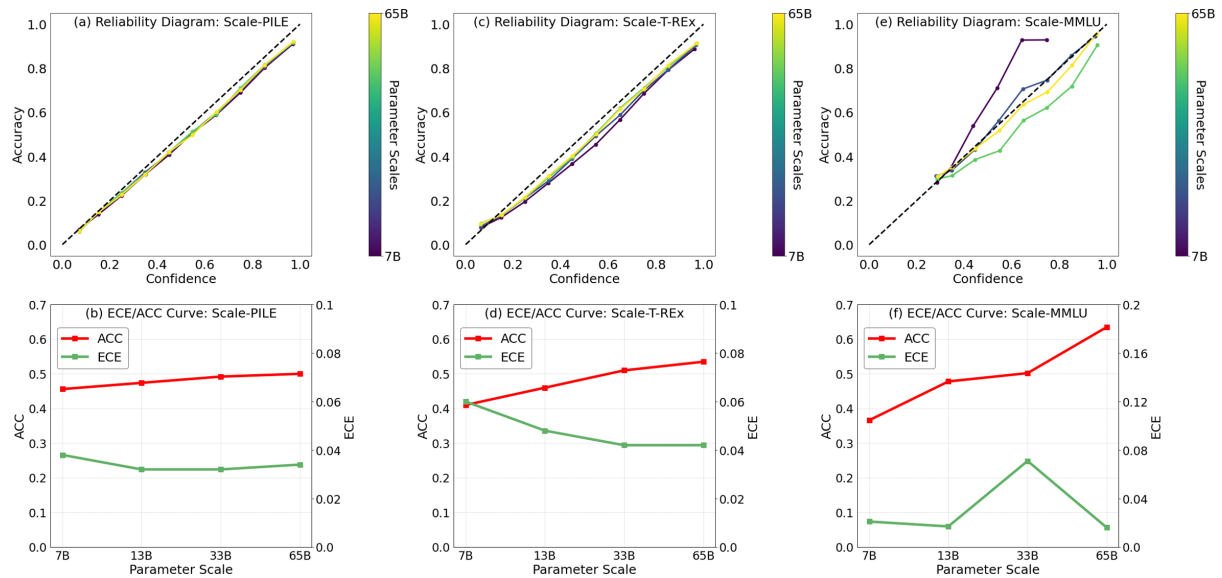 (a) Reliability Diagram: Scale-PILE
1.0
0.8
0.6
0.4
0.2
0.0
Accuracy
0.0 0.2 0.4 0.6 0.8 1.0
Confidence
65B
7B
Parameter Scales
(c) Reliability Diagram: Scale-T-REx
1.0
0.8
0.6
0.4
0.2
0.0
Accuracy
0.0 0.2 0.4 0.6 0.8 1.0
Confidence
65B
7B
Parameter Scales
(e) Reliability Diagram: Scale-MMLU
1.0
0.8
0.6
0.4
0.2
0.0
Accuracy
0.0 0.2 0.4 0.6 0.8 1.0
Confidence
65B
7B
Parameter Scales
(b) ECE/ACC Curve: Scale-PILE
ACC
ECE
0.7
0.6
0.5
0.4
0.3
0.2
0.1
0.0
ACC
0.1
0.08
0.06
0.04
0.02
0.00
ECE
7B 13B 33B 65B
Parameter Scale
(d) ECE/ACC Curve: Scale-T-REx
ACC
ECE
0.7
0.6
0.5
0.4
0.3
0.2
0.1
0.0
ACC
0.1
0.08
0.06
0.04
0.02
0.00
ECE
7B 13B 33B 65B
Parameter Scale
(f) ECE/ACC Curve: Scale-MMLU
ACC
ECE
0.7
0.6
0.5
0.4
0.3
0.2
0.1
0.0
ACC
0.2
0.16
0.12
0.08
0.04
0.00
ECE
7B 13B 33B 65B
Parameter Scale